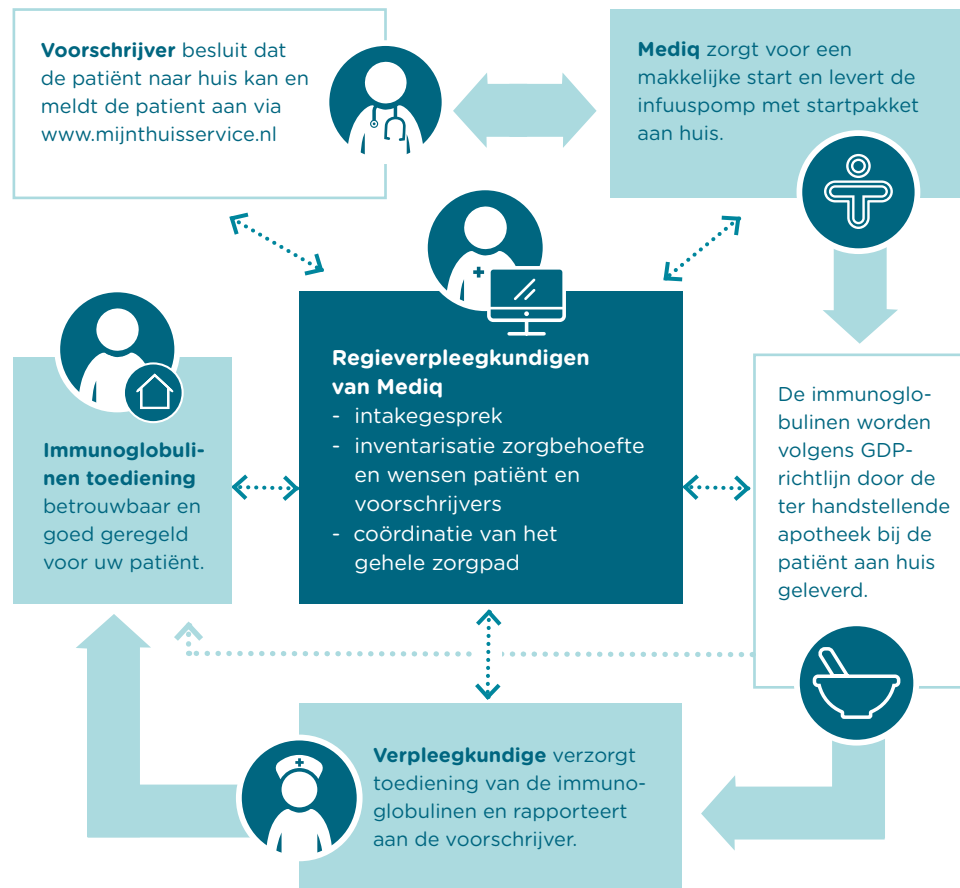 Voorschrijver besluit dat
de patiënt naar huis kan en
meldt de patient aan via
www.mijnthuisservice.nl
Mediq zorgt voor een
makkelijke start en levert de
infuuspomp met startpakket
aan huis.
Regieverpleegkundigen
van Mediq
- intakegesprek
- inventarisatie zorgbehoefte
en wensen patiënt en
voorschrijvers
- coördinatie van het
gehele zorgpad
Immunoglobuli-
nen toediening
betrouwbaar en
goed geregeld
voor uw patiënt.
De immunoglo-
bulinen worden
volgens GDP-
richtlijn door de
ter handstellende
apotheek bij de
patiënt aan huis
geleverd.
Verpleegkundige verzorgt
toediening van de immuno-
globulinen en rapporteert
aan de voorschrijver.